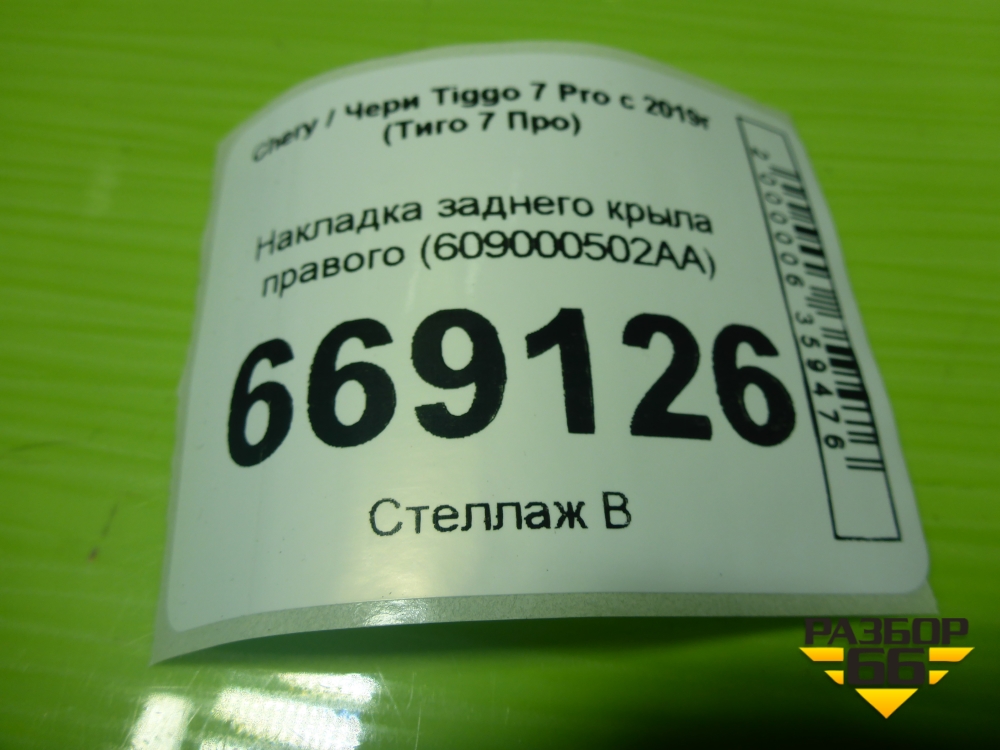 Chery / Чери Tiggo 7 Pro с 2019г
(Тиго 7 Про)
Накладка заднего крыла
правого (609000502AA)
669126
Стеллаж В
2000006359476
РАЗБОР
66